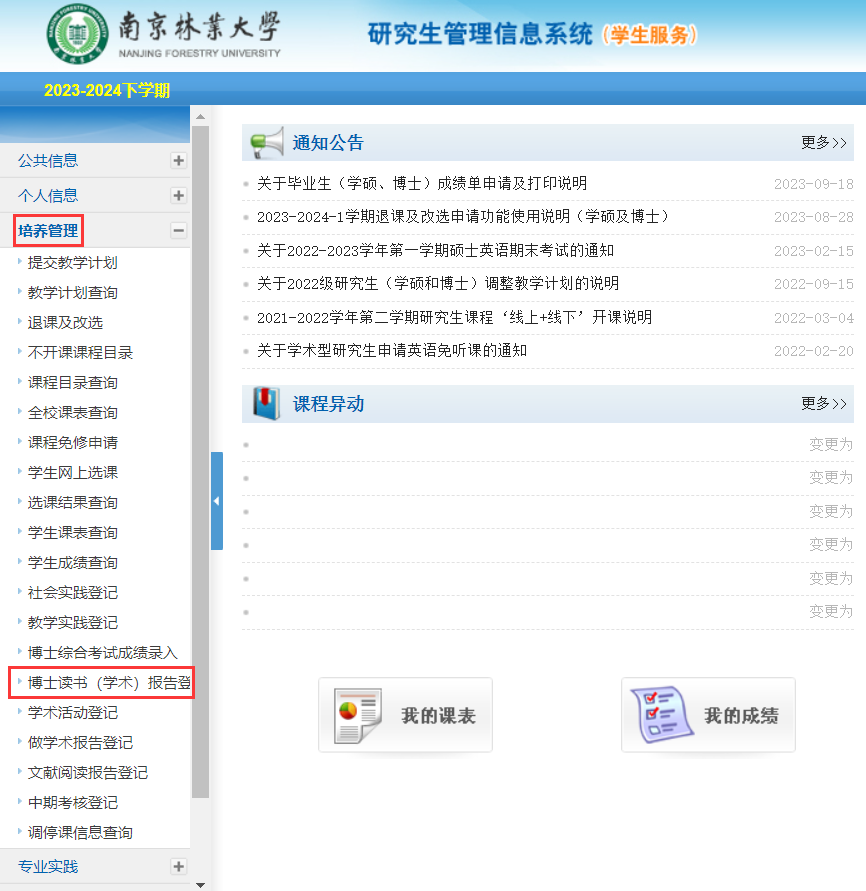 南京林業大學
NANJING FORESTRY UNIVERSITY
研究生管理信息系统（学生服务）
2023-2024下学期
公共信息
个人信息
培养管理
提交教学计划
教学计划查询
退课及改选
不开课课程目录
课程目录查询
全校课表查询
课程免修申请
学生网上选课
选课结果查询
学生课表查询
学生成绩查询
社会实践登记
教学实践登记
博士综合考试成绩录入
博士读书（学术）报告登
学术活动登记
做学术报告登记
文献阅读报告登记
中期考核登记
调停课信息查询
专业实践
通知公告 更多>>
关于毕业生（学硕、博士）成绩单申请及打印说明 2023-09-18
2023-2024-1学期退课及改选申请功能使用说明（学硕及博士） 2023-08-28
关于2022-2023学年第一学期硕士英语期末考试的通知 2023-02-15
关于2022级研究生（学硕和博士）调整教学计划的说明 2022-09-15
2021-2022学年第二学期研究生课程‘线上+线下’开课说明 2022-03-04
关于学术型研究生申请英语免听课的通知 2022-02-20
课程异动 更多>>
变更为
变更为
变更为
变更为
变更为
变更为
我的课表
我的成绩